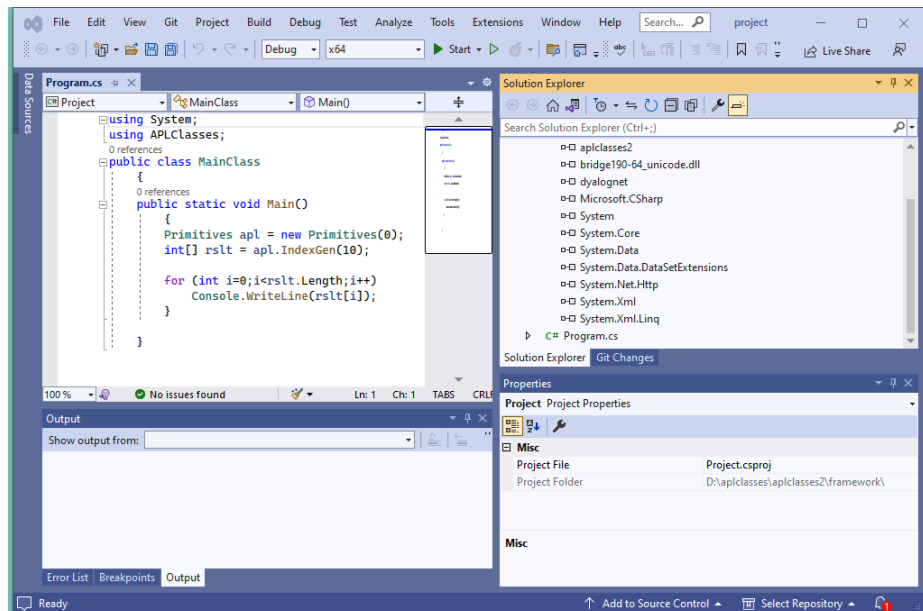 File Edit View Git Project Build Debug Test Analyze Tools Extensions Window Help Search... project
Debug x64 Start Live Share
Data Sources
Program.cs
C# Project MainClass Main()
using System;
using APLClasses;
0 references
public class MainClass
{
0 references
public static void Main()
{
Primitives apl = new Primitives(0);
int[] rslt = apl.IndexGen(10);
for (int i=0;i<rslt.Length;i++)
Console.WriteLine(rslt[i]);
}
}
100 % No issues found Ln: 1 Ch: 1 TABS CRLF
Output
Show output from:
Error List Breakpoints Output
Solution Explorer
Search Solution Explorer (Ctrl+;)
aplclasses2
bridge190-64_unicode.dll
dyalognet
Microsoft.CSharp
System
System.Core
System.Data
System.Data.DataSetExtensions
System.Net.Http
System.Xml
System.Xml.Linq
C# Program.cs
Solution Explorer Git Changes
Properties
Project Project Properties
Misc
Project File Project.csproj
Project Folder D:\aplclasses\aplclasses2\framework\
Misc
Ready Add to Source Control Select Repository 1